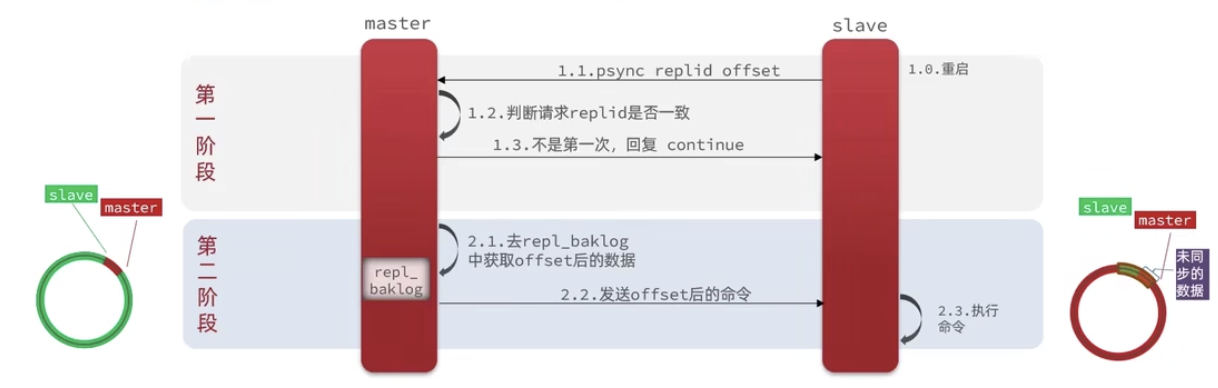 master
slave
第一阶段
1.0.重启
1.1.psync replid offset
1.2.判断请求replid是否一致
1.3.不是第一次，回复 continue
第二阶段
2.1.去repl_baklog
中获取offset后的数据
repl_
baklog
2.2.发送offset后的命令
2.3.执行
命令
slave
master
slave
master
未同
步的
数据